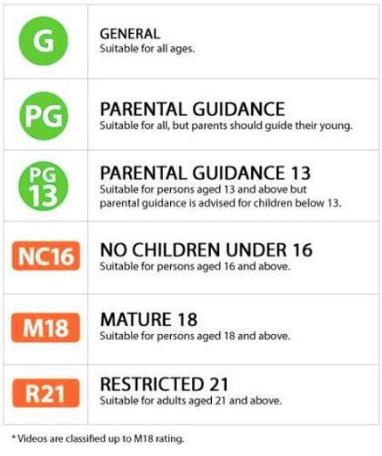 G
GENERAL
Suitable for all ages.
PG
PARENTAL GUIDANCE
Suitable for all, but parents should guide their young.
PG
13
PARENTAL GUIDANCE 13
Suitable for persons aged 13 and above but
parental guidance is advised for children below 13.
NC16
NO CHILDREN UNDER 16
Suitable for persons aged 16 and above.
M18
MATURE 18
Suitable for persons aged 18 and above.
R21
RESTRICTED 21
Suitable for adults aged 21 and above.
* Videos are classified up to M18 rating.